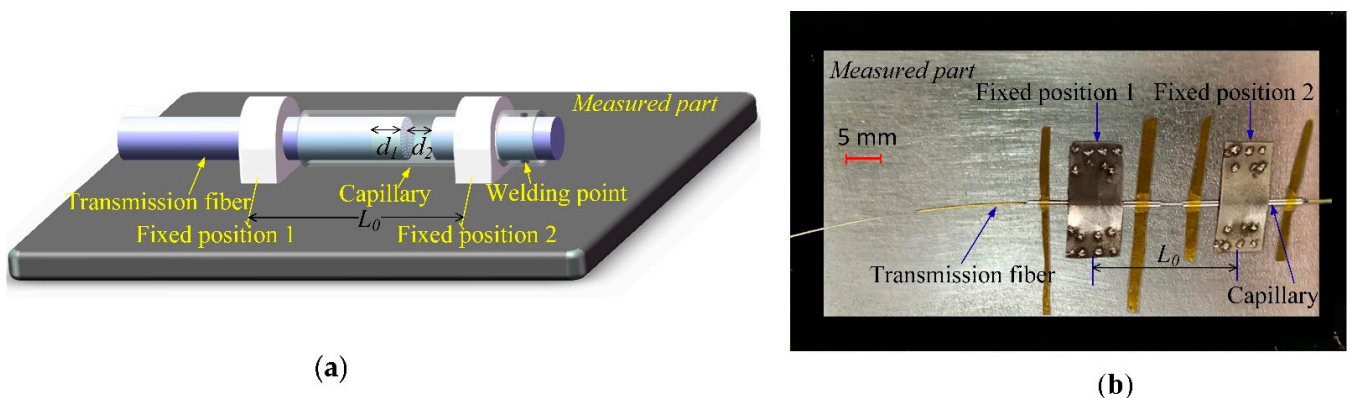 Measured part
d1
d2
Transmission fiber
Capillary
Welding point
L0
Fixed position 1
Fixed position 2
(a)
Measured part
Fixed position 1
Fixed position 2
5 mm
Transmission fiber
L0
Capillary
(b)